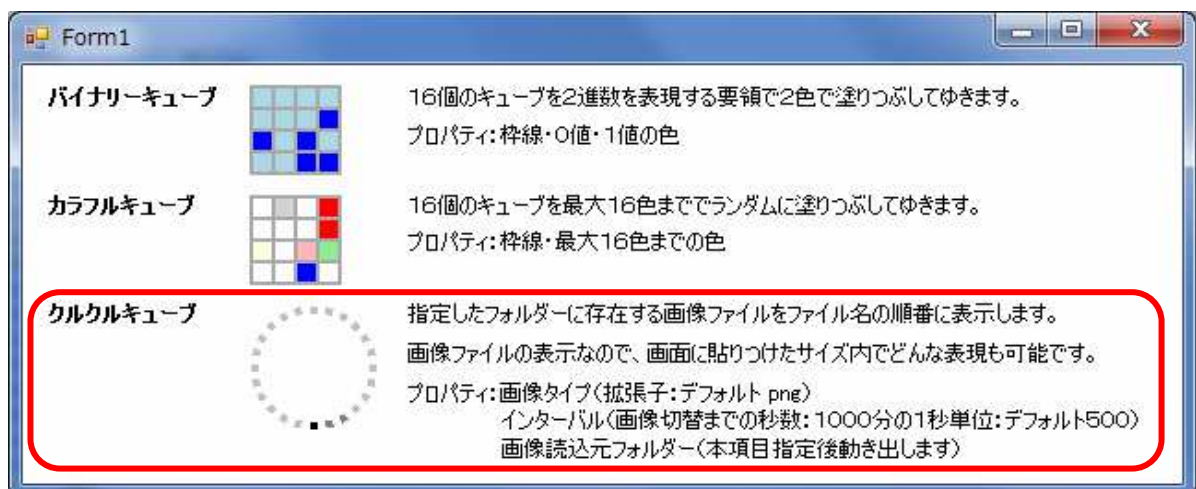 Form1
バイナリーキューブ
16個のキューブを2進数を表現する要領で2色で塗りつぶしてゆきます。
プロパティ:枠線・0値・1値の色
カラフルキューブ
16個のキューブを最大16色まででランダムに塗りつぶしてゆきます。
プロパティ:枠線・最大16色までの色
クルクルキューブ
指定したフォルダーに存在する画像ファイルをファイル名の順番に表示します。
画像ファイルの表示なので、画面に貼りつけたサイズ内でどんな表現も可能です。
プロパティ:画像タイプ(拡張子:デフォルト png)
インターバル(画像切替までの秒数:1000分の1秒単位:デフォルト500)
画像読込元フォルダー(本項目指定後動き出します)